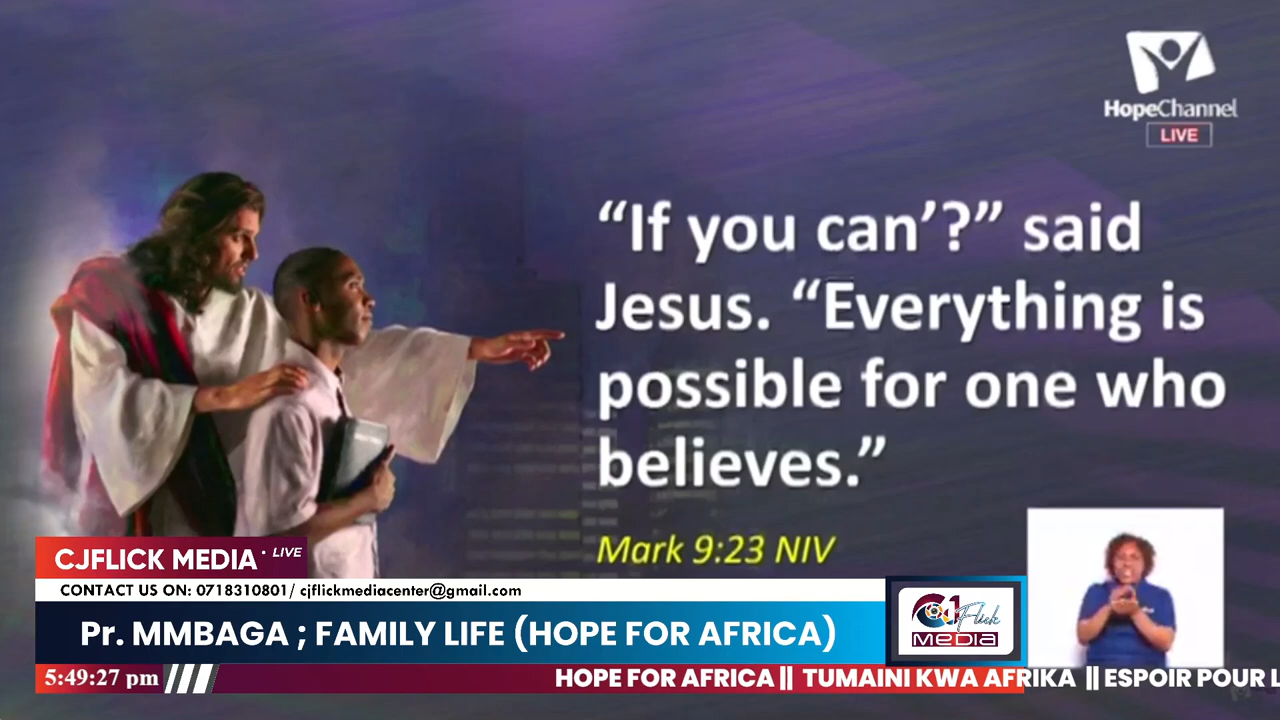 HopeChannel
LIVE
“If you can’?” said
Jesus. “Everything is
possible for one who
believes.”
Mark 9:23 NIV
CJFLICK MEDIA • LIVE
CONTACT US ON: 0718310801/ cjflickmediacenter@gmail.com
Pr. MMBAGA ; FAMILY LIFE (HOPE FOR AFRICA)
Flick
MEDIA
5:49:27 pm
HOPE FOR AFRICA || TUMAINI KWA AFRIKA || ESPOIR POUR L